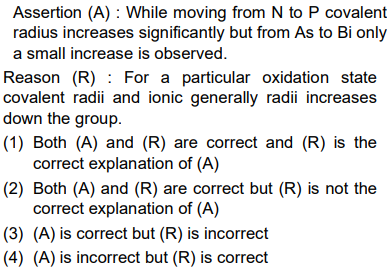 Assertion (A) : While moving from N to P covalent
radius increases significantly but from As to Bi only
a small increase is observed.
Reason (R) : For a particular oxidation state
covalent radii and ionic generally radii increases
down the group.
(1) Both (A) and (R) are correct and (R) is the
correct explanation of (A)
(2) Both (A) and (R) are correct but (R) is not the
correct explanation of (A)
(3) (A) is correct but (R) is incorrect
(4) (A) is incorrect but (R) is correct